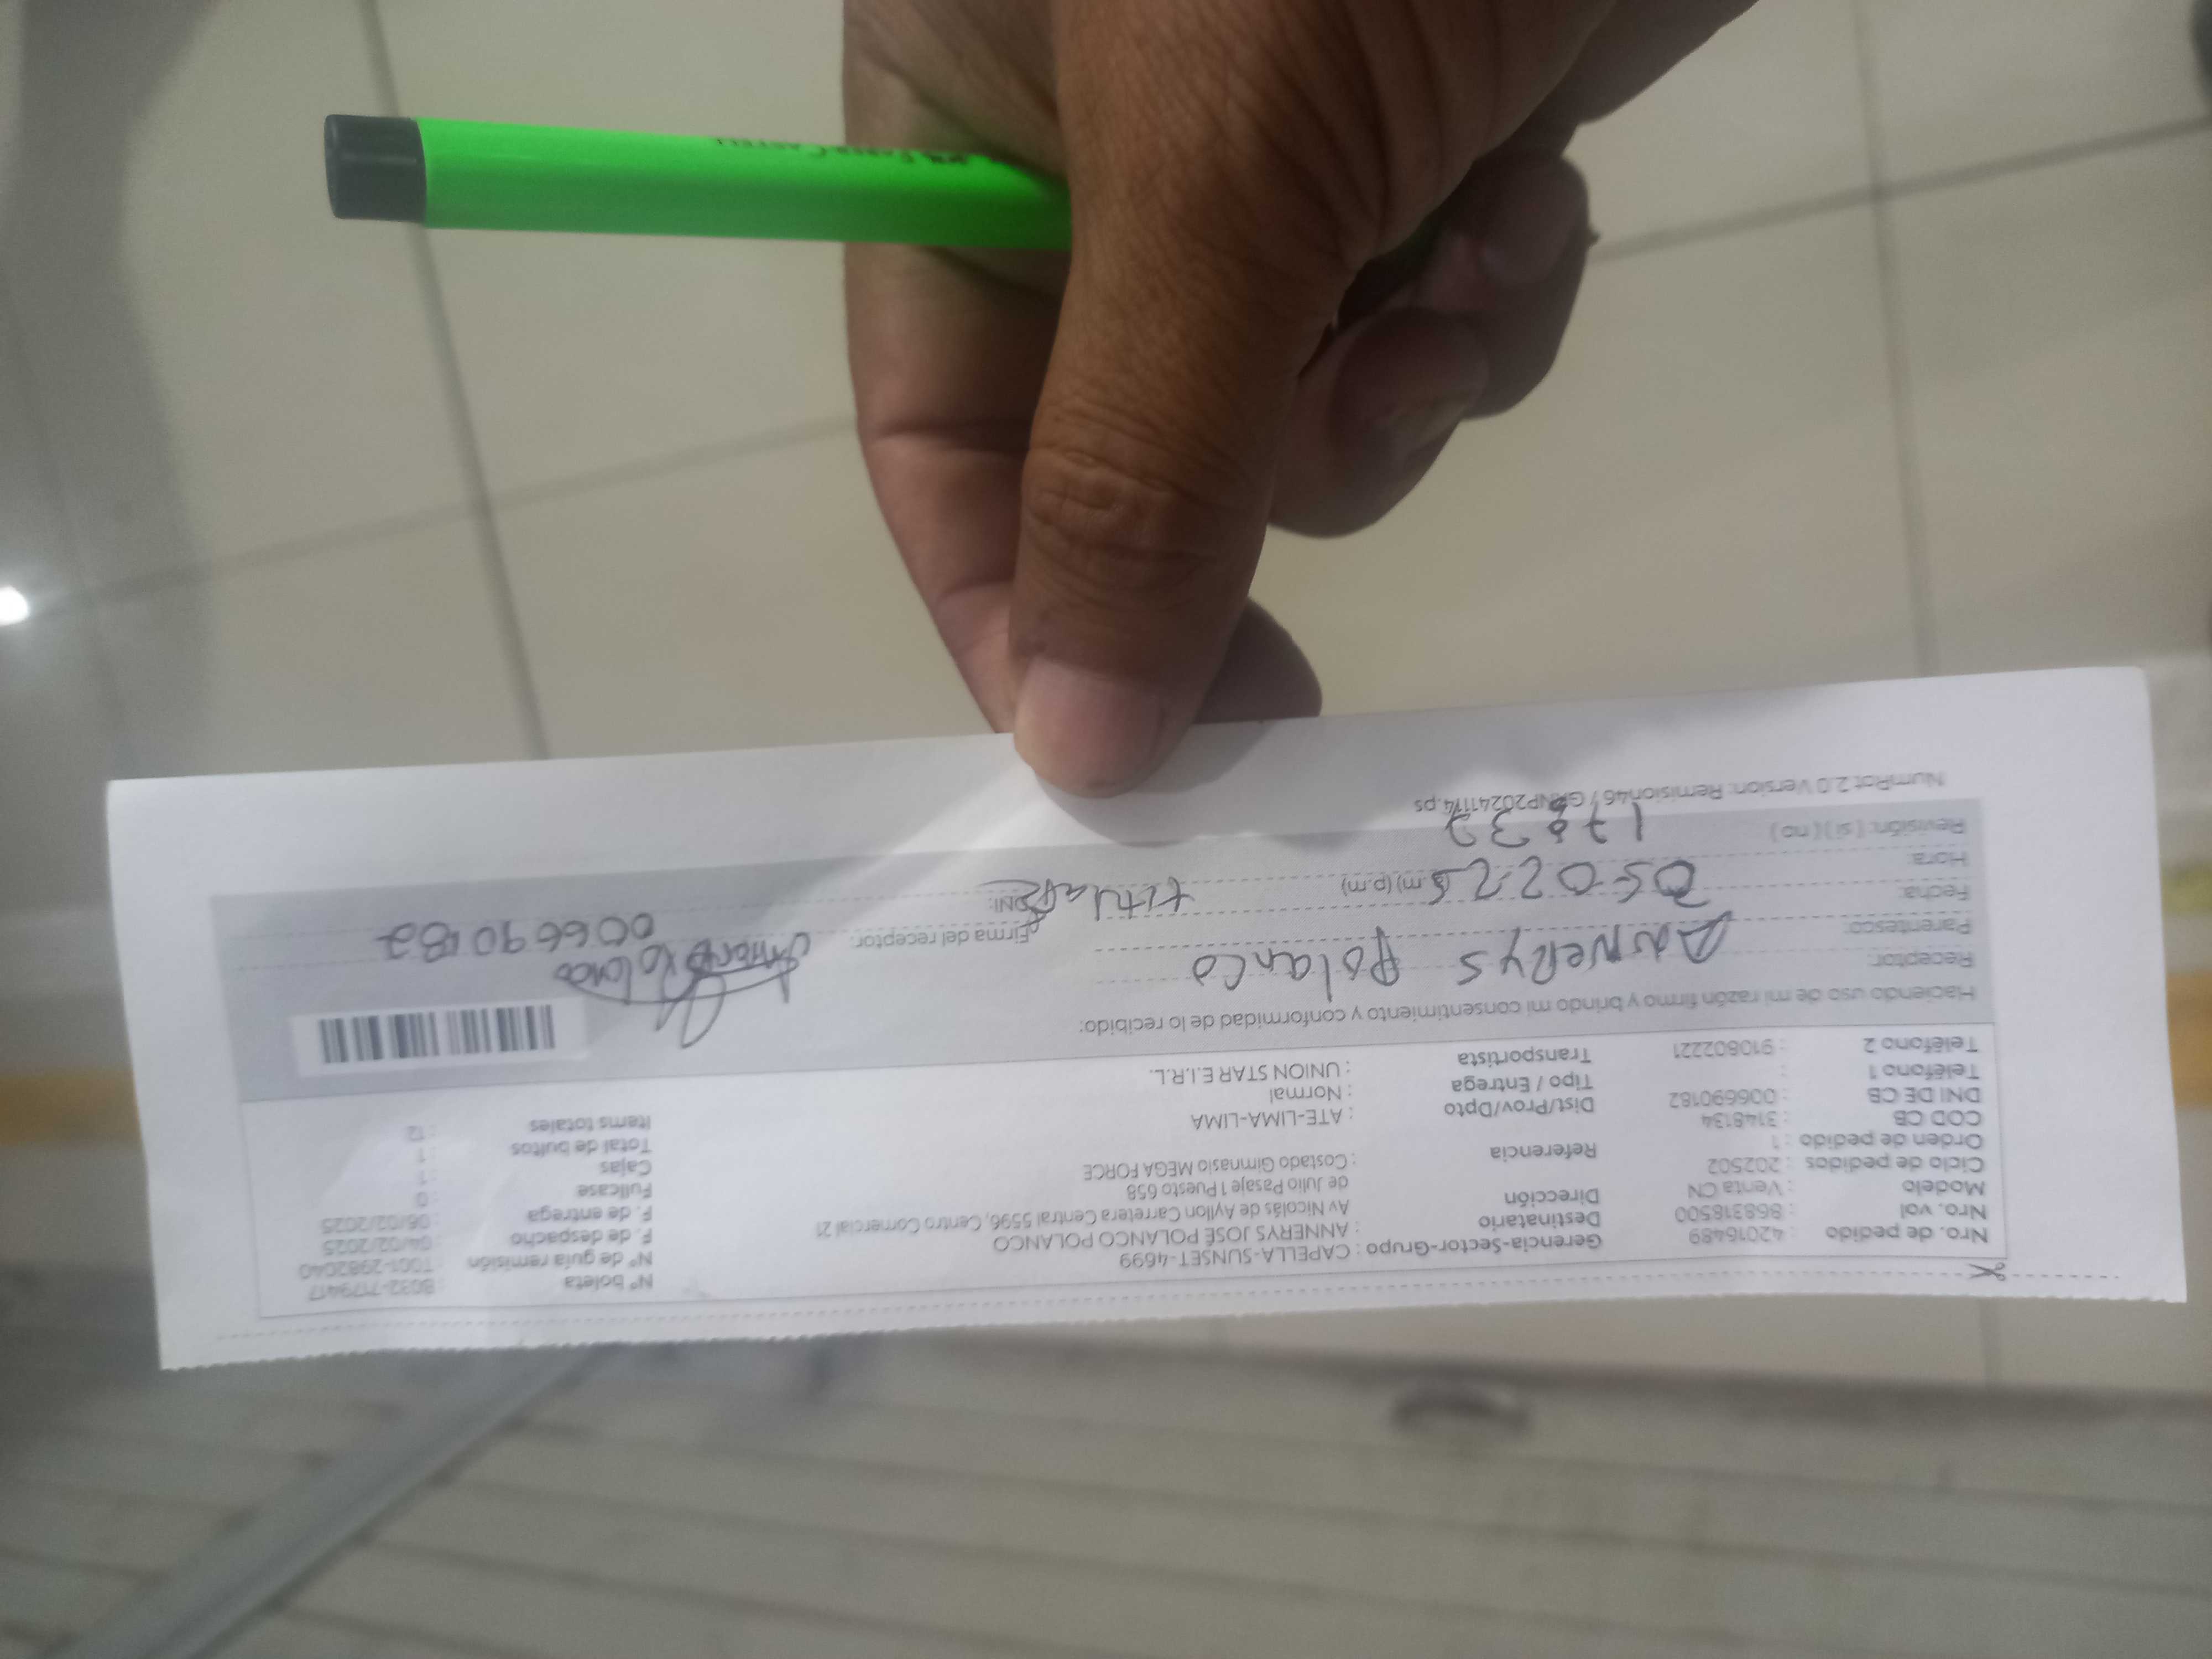 Nro. de pedido : 42016489
Nro. vol : 868318500
Modelo : Venta CN
Ciclo de pedidos : 202502
Orden de pedido : 1
COD CB : 3148134
DNI DE CB : 006690182
Teléfono 1 :
Teléfono 2 : 910802221
Gerencia-Sector-Grupo : CAPELLA-SUNSET-4699
Destinatario : ANNERYS JOSÉ POLANCO POLANCO
Dirección Av Nicolás de Ayllon Carretera Central 5596, Centro Comercial 21
de Julio Pasaje 1 Puesto 658
Referencia : Costado Gimnasio MEGA FORCE
Dist/Prov/Dpto : ATE-LIMA-LIMA
Tipo / Entrega : Normal
Transportista : UNION STAR E.I.R.L.
N° boleta : B032-7179417
N° de guía remisión : T001-2982040
F. de despacho : 04/02/2025
F. de entrega : 06/02/2025
Fullcase : 0
Cajas : 1
Total de bultos : 1
Items totales : 12
Haciendo uso de mi razón firmo y brindo mi consentimiento y conformidad de lo recibido:
Receptor: ANNERYS Polanco
Parentesco: titular
Fecha: 05-02-25
Hora: 17:37 (a.m) (p.m)
Revisión: ( si ) ( no )
Firma del receptor: Polanco
DNI: 006690182
NumRot 2.0 Version: Remision46 / GRNP20241114.ps
FABER-CASTELL